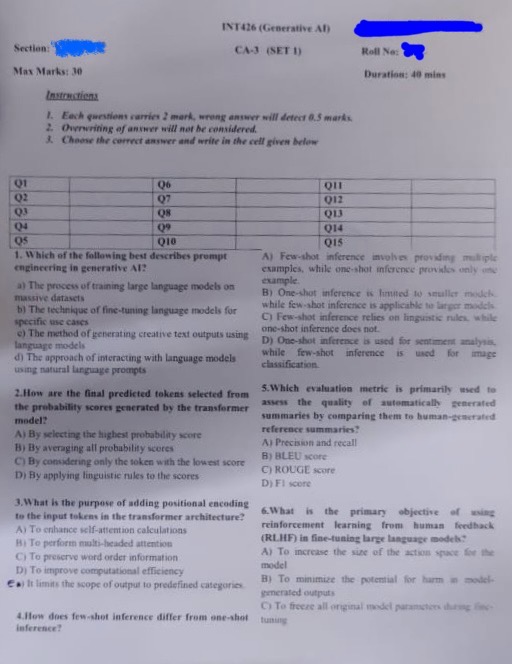 INT426 (Generative AI)
Section:
CA-3 (SET 1)
Roll No:
Max Marks: 30
Duration: 40 mins
Instructions
1. Each questions carries 2 mark, wrong answer will detect 0.5 marks.
2. Overwriting of answer will not be considered.
3. Choose the correct answer and write in the cell given below
Q1 Q6 Q11
Q2 Q7 Q12
Q3 Q8 Q13
Q4 Q9 Q14
Q5 Q10 Q15
1. Which of the following best describes prompt
engineering in generative AI?
a) The process of training large language models on
massive datasets
b) The technique of fine-tuning language models for
specific use cases
c) The method of generating creative text outputs using
language models
d) The approach of interacting with language models
using natural language prompts
2.How are the final predicted tokens selected from
the probability scores generated by the transformer
model?
A) By selecting the highest probability score
B) By averaging all probability scores
C) By considering only the token with the lowest score
D) By applying linguistic rules to the scores
3.What is the purpose of adding positional encoding
to the input tokens in the transformer architecture?
A) To enhance self-attention calculations
B) To perform multi-headed attention
C) To preserve word order information
D) To improve computational efficiency
It limits the scope of output to predefined categories.
4.How does few-shot inference differ from one-shot
inference?
A) Few-shot inference involves providing multiple
examples, while one-shot inference provides only one
example.
B) One-shot inference is limited to smaller models,
while few-shot inference is applicable to larger models.
C) Few-shot inference relies on linguistic rules, while
one-shot inference does not.
D) One-shot inference is used for sentiment analysis,
while few-shot inference is used for image
classification.
5.Which evaluation metric is primarily used to
assess the quality of automatically generated
summaries by comparing them to human-generated
reference summaries?
A) Precision and recall
B) BLEU score
C) ROUGE score
D) F1 score
6.What is the primary objective of using
reinforcement learning from human feedback
(RLHF) in fine-tuning large language models?
A) To increase the size of the action space for the
model
B) To minimize the potential for harm in model-
generated outputs
C) To freeze all original model parameters during fine-
tuning